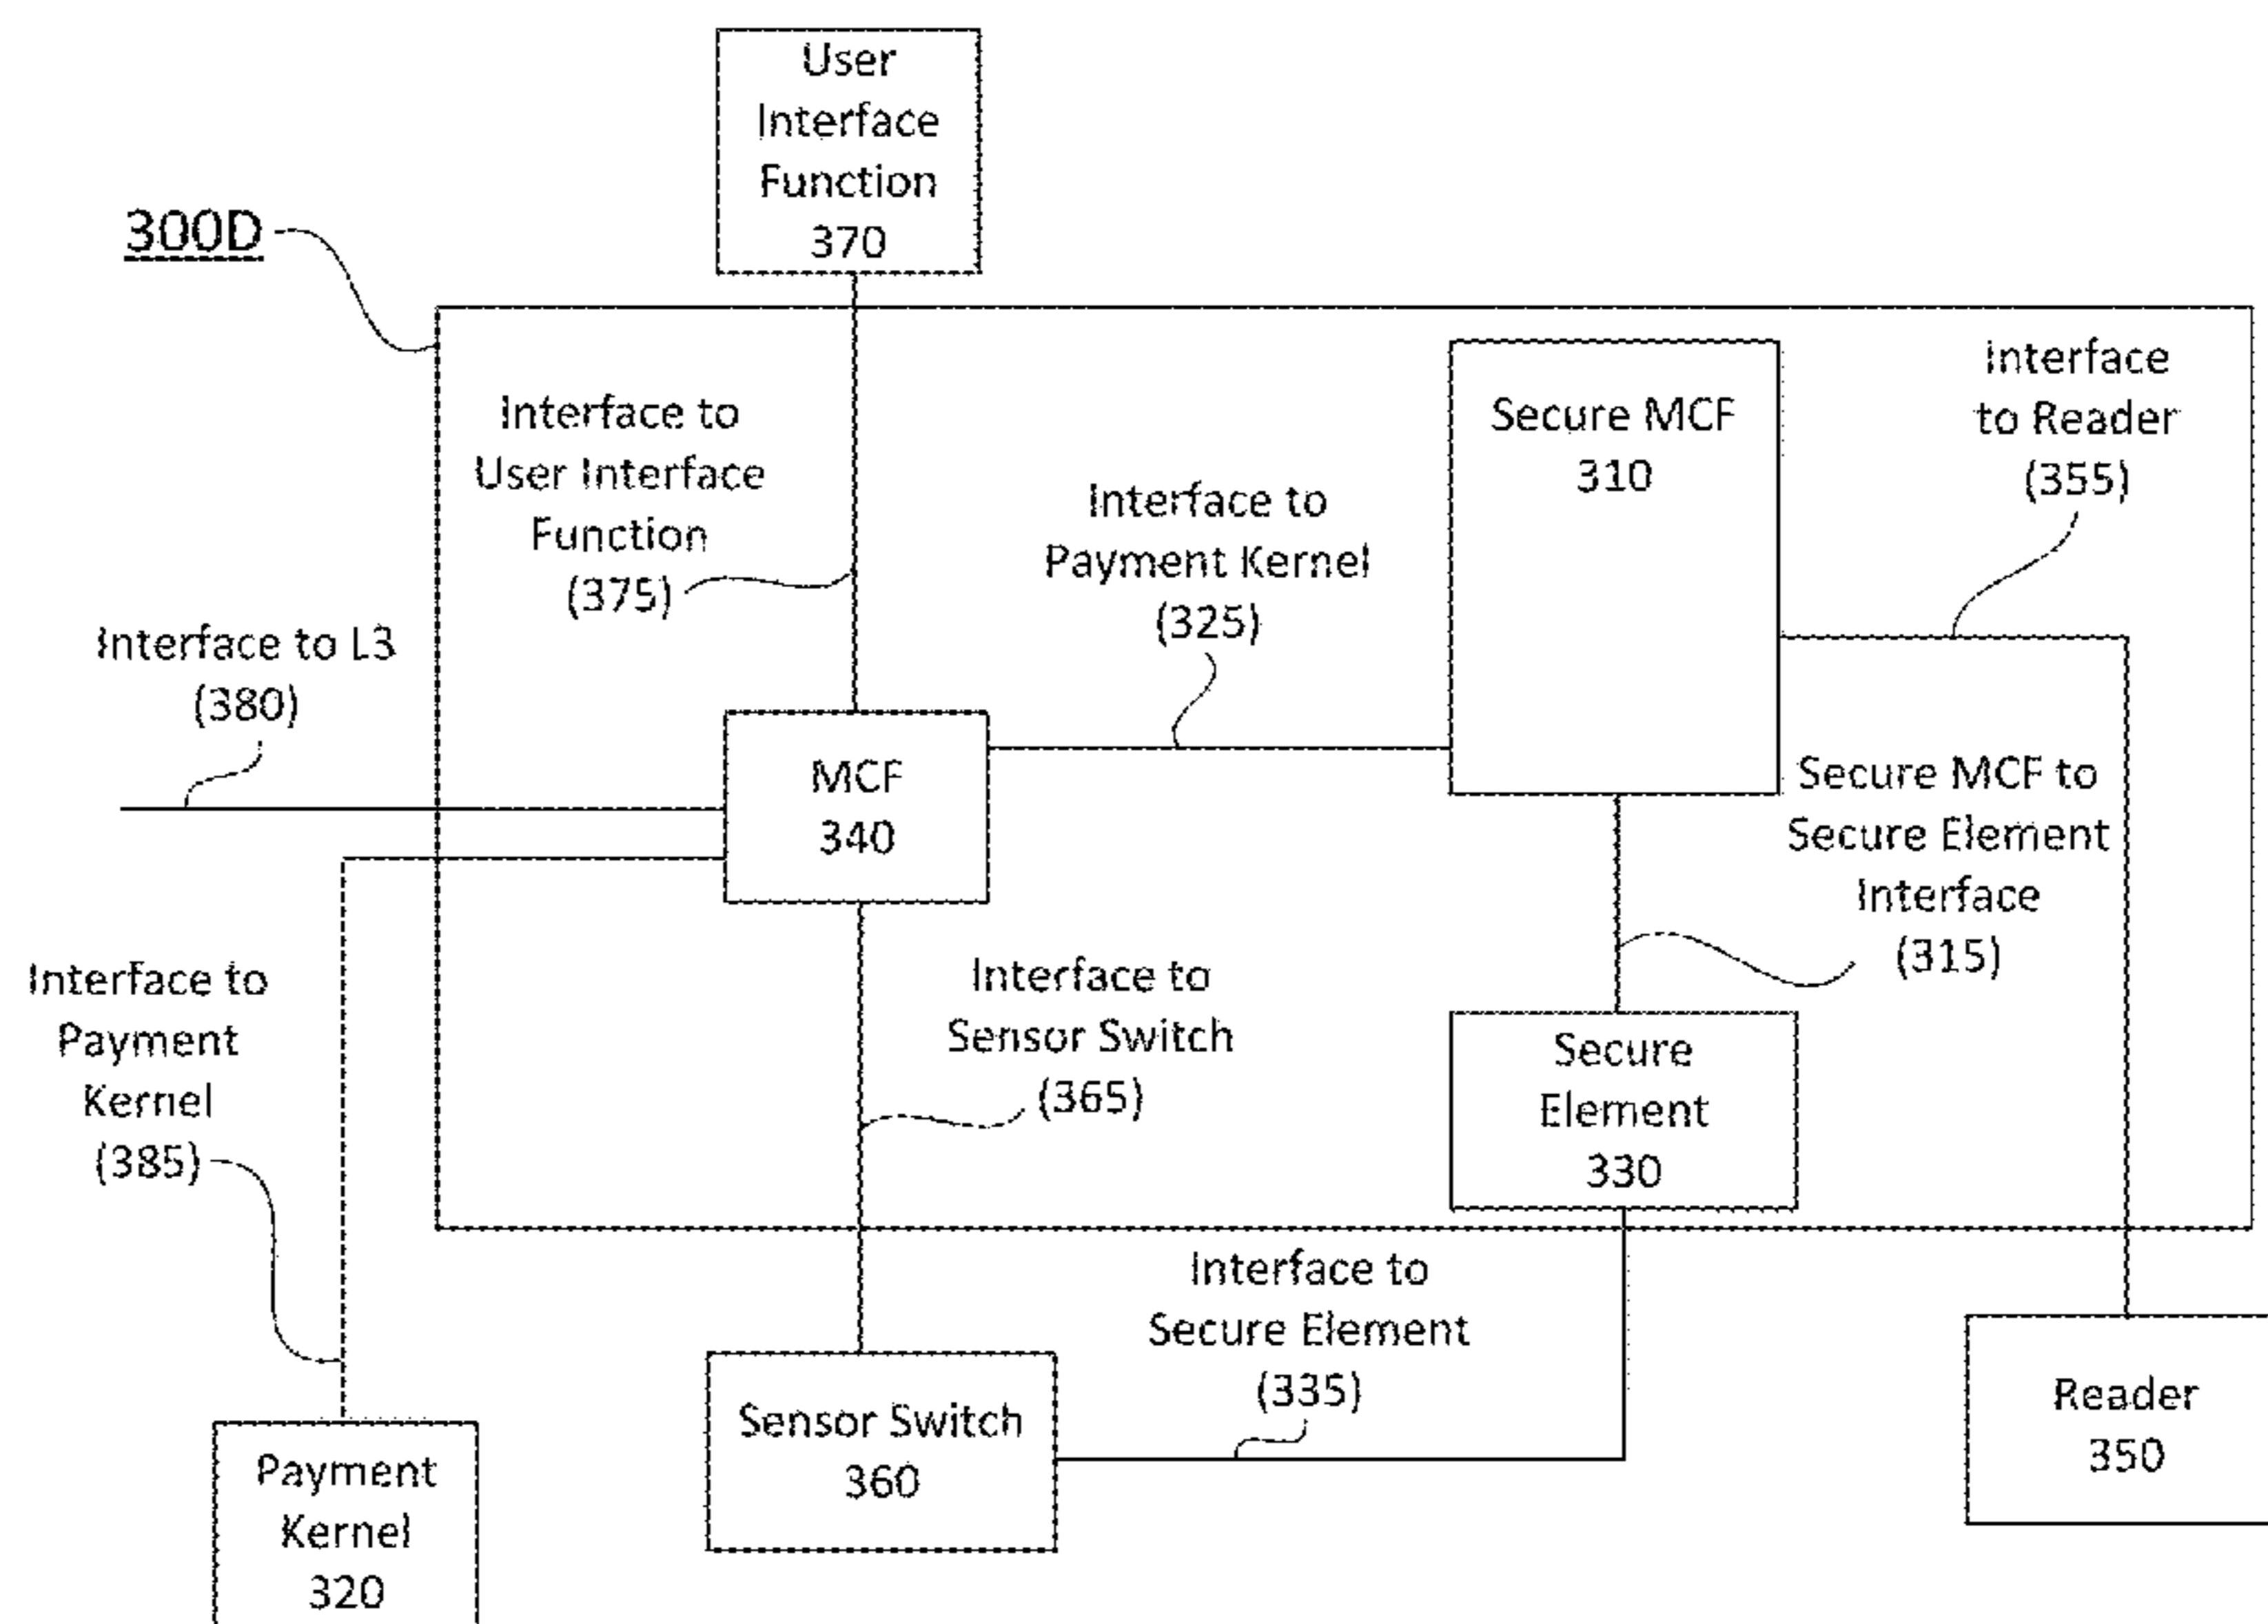 User
Interface
Function
370
300D
Interface to
User Interface
Function
(375)
Interface to
Payment Kernel
(325)
Secure MCF
310
Interface
to Reader
(355)
Interface to L3
(380)
MCF
340
Secure MCF to
Secure Element
Interface
(315)
Interface to
Payment
Kernel
(385)
Interface to
Sensor Switch
(365)
Secure
Element
330
Interface to
Secure Element
(335)
Sensor Switch
360
Reader
350
Payment
Kernel
320